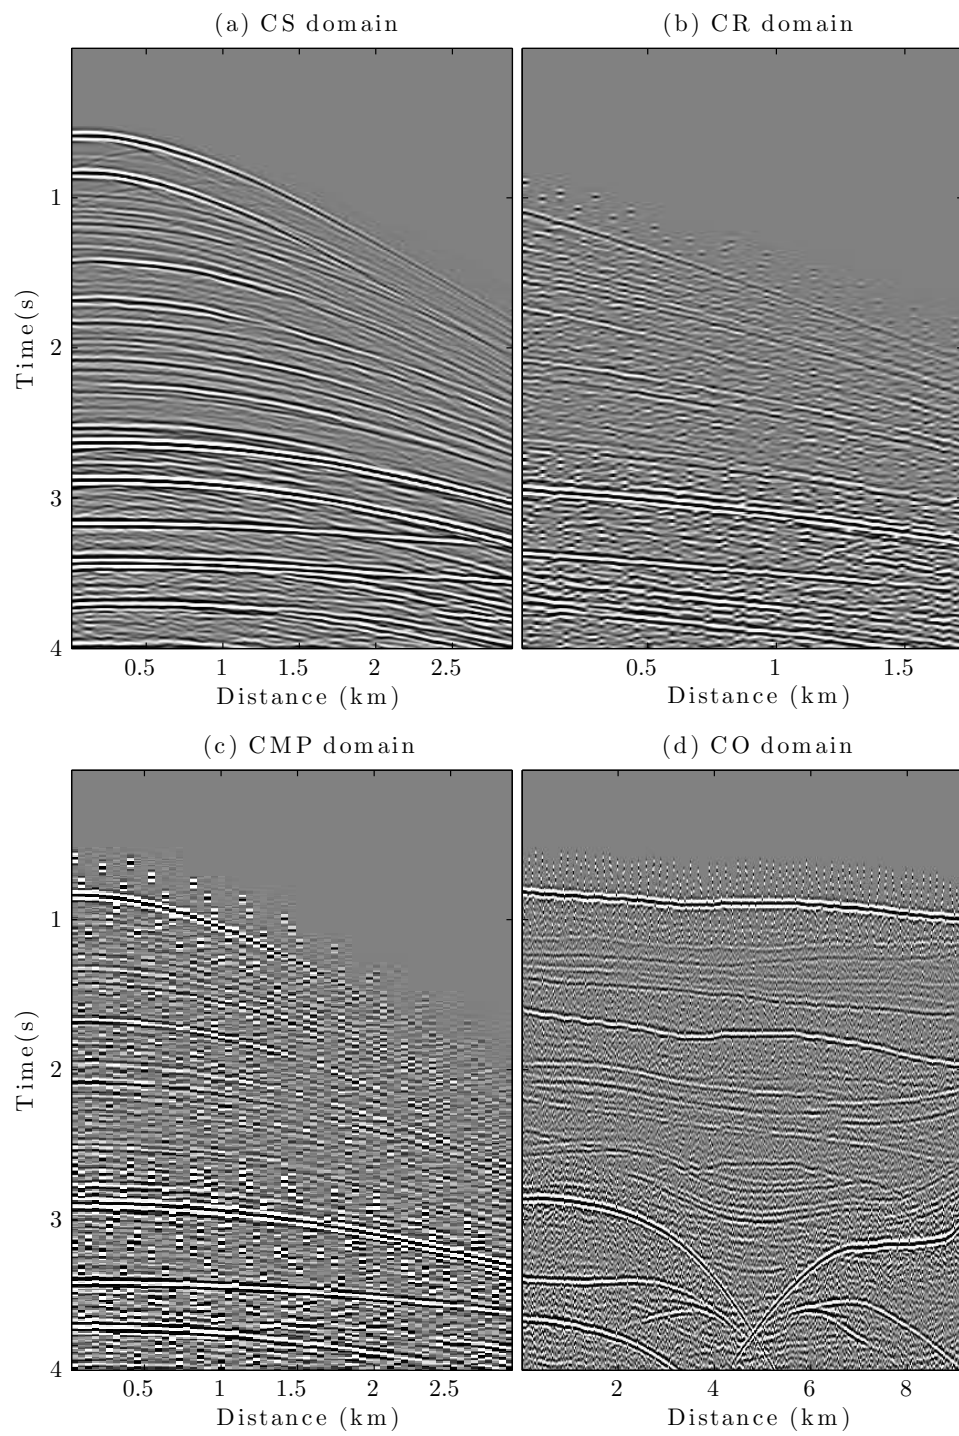 (a) CS domain
(b) CR domain
Time(s)
1
2
3
4
0.5 1 1.5 2 2.5
Distance (km)
0.5 1 1.5
Distance (km)
(c) CMP domain
(d) CO domain
Time(s)
1
2
3
4
0.5 1 1.5 2 2.5
Distance (km)
2 4 6 8
Distance (km)